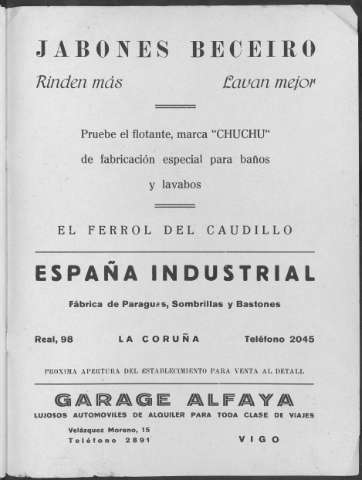 JABONES BECEIRO
Rinden más Lavan mejor
Pruebe el flotante, marca "CHUCHU"
de fabricación especial para baños
y lavabos
EL FERROL DEL CAUDILLO
ESPAÑA INDUSTRIAL
Fábrica de Paraguas, Sombrillas y Bastones
Real, 98 LA CORUÑA Teléfono 2045
PROXIMA APERTURA DEL ESTABLECIMIENTO PARA VENTA AL DETALL
GARAGE ALFAYA
LUJOSOS AUTOMOVILES DE ALQUILER PARA TODA CLASE DE VIAJES
Velázquez Moreno, 15
Teléfono 2891 VIGO